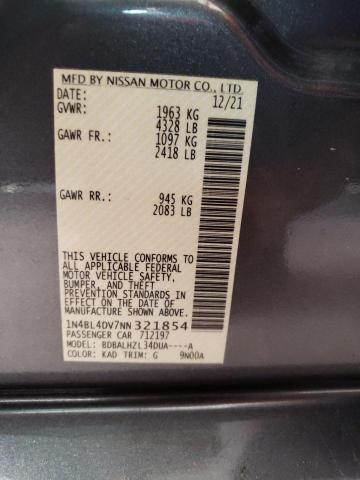 MFD BY NISSAN MOTOR CO., LTD.
DATE: 12/21
GVWR: 1963 KG
4328 LB
GAWR FR: 1097 KG
2418 LB
GAWR RR: 945 KG
2083 LB
THIS VEHICLE CONFORMS TO
ALL APPLICABLE FEDERAL
MOTOR VEHICLE SAFETY,
BUMPER, AND THEFT
PREVENTION STANDARDS IN
EFFECT ON THE DATE OF
MANUFACTURE SHOWN ABOVE.
1N4BL4DV7NN321854
PASSENGER CAR 712197
MODEL: BDBALHZL34DUA----A
COLOR: KAD TRIM: G 9N00A